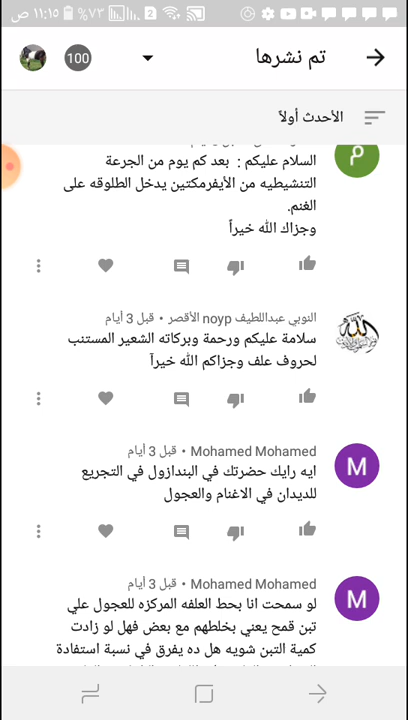 ١١:١٥ ص
٧٣%
2
تم نشرها
100
الأحدث أولاً
م
السلام عليكم : بعد كم يوم من الجرعة
التنشيطيه من الأيفرمكتين يدخل الطلوقه على
الغنم.
وجزاك الله خيراً
النوبي عبداللطيف noyp الأقصر • قبل 3 أيام
سلامة عليكم ورحمة وبركاته الشعير المستنب
لحروف علف وجزاكم الله خيرآ
Mohamed Mohamed • قبل 3 أيام
M
ايه رايك حضرتك في البندازول في التجريع
للديدان في الاغنام والعجول
Mohamed Mohamed • قبل 3 أيام
M
لو سمحت انا بحط العلفه المركزه للعجول علي
تبن قمح يعني بخلطهم مع بعض فهل لو زادت
كمية التبن شويه هل ده يفرق في نسبة استفادة